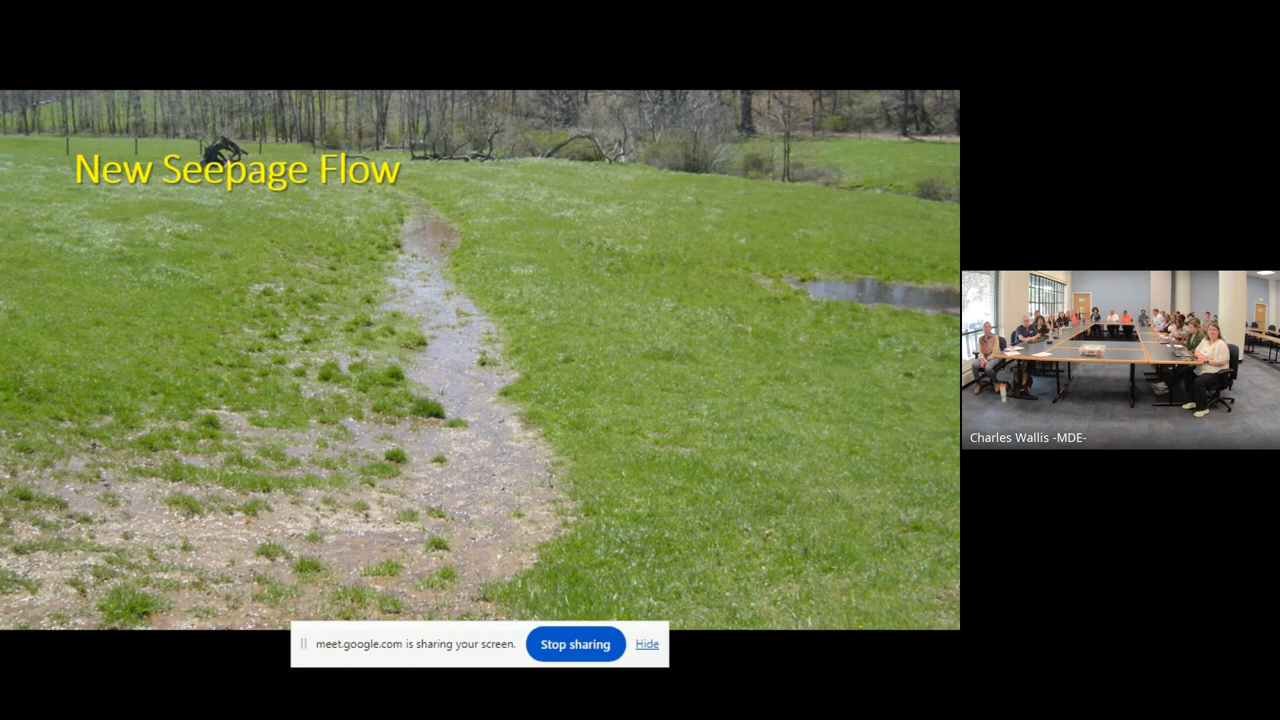 New Seepage Flow
Charles Wallis -MDE-
meet.google.com is sharing your screen.
Stop sharing
Hide